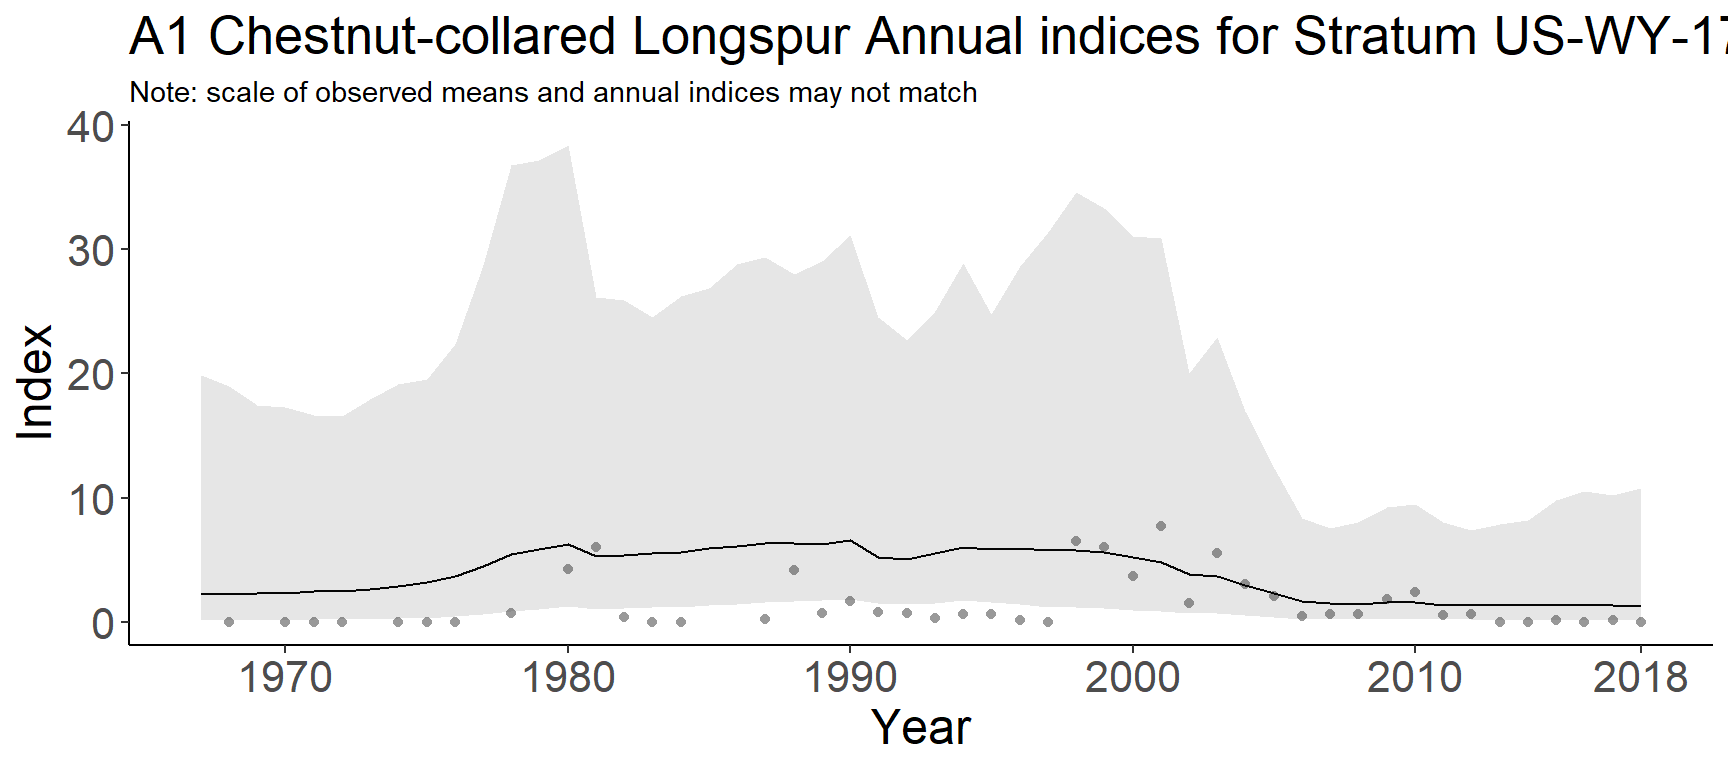 A1 Chestnut-collared Longspur Annual indices for Stratum US-WY-17
Note: scale of observed means and annual indices may not match
40
30
20
10
0
Index
1970 1980 1990 2000 2010 2018
Year